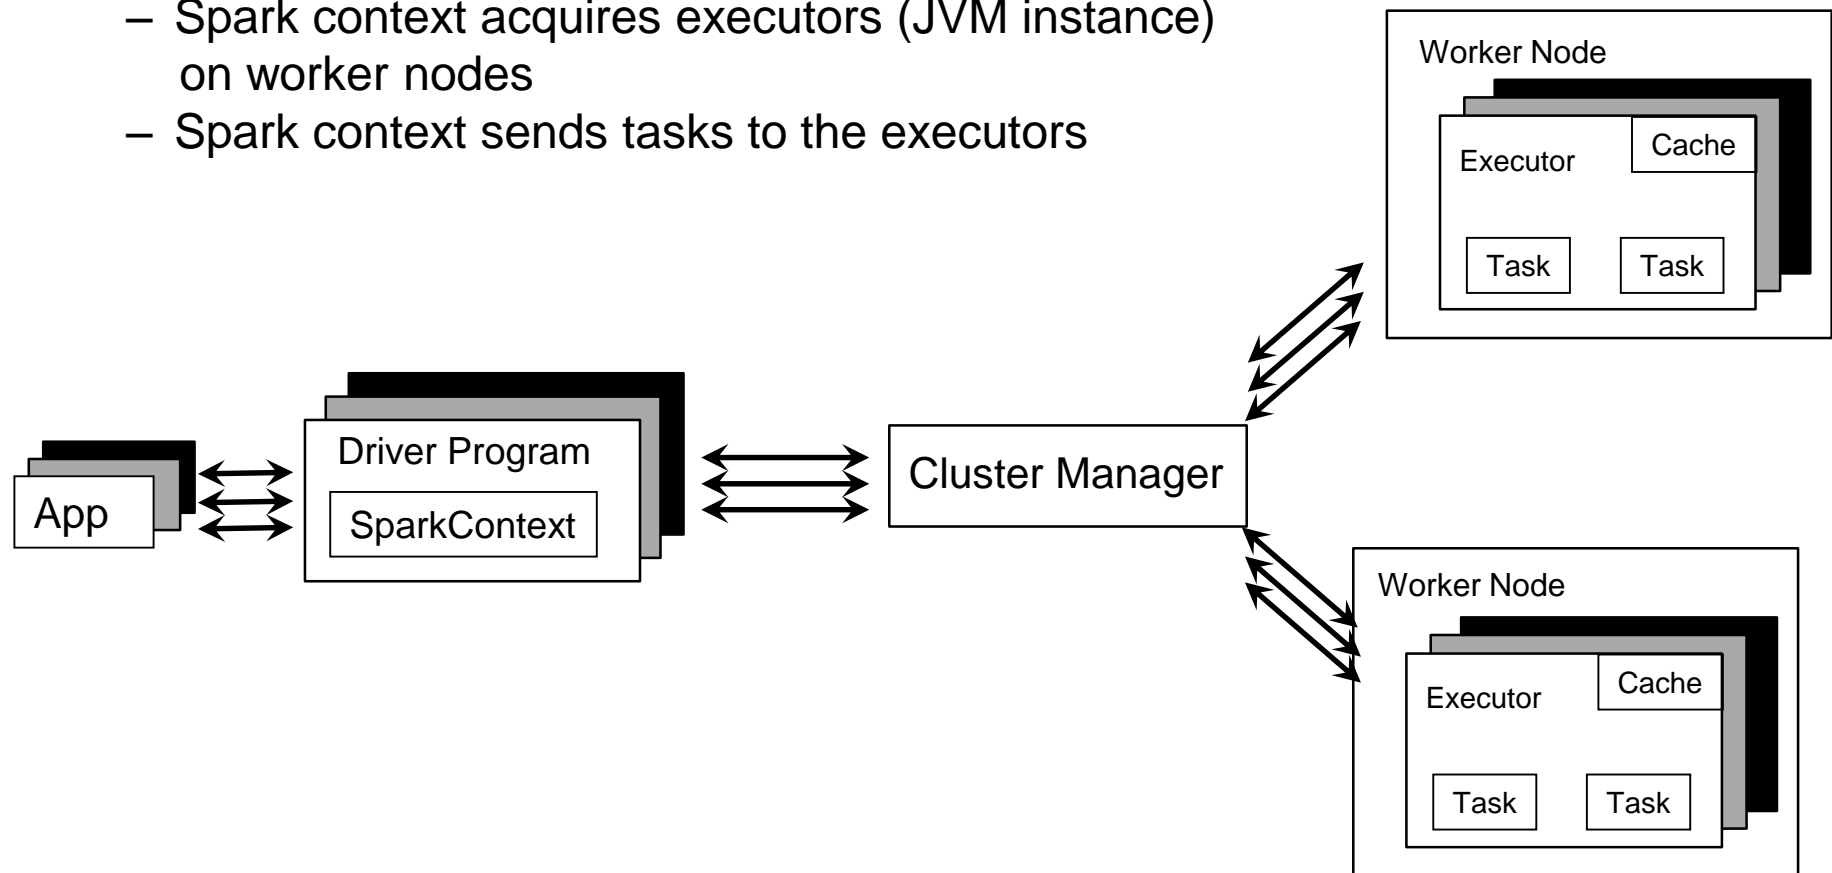 – Spark context acquires executors (JVM instance)
on worker nodes
– Spark context sends tasks to the executors
Worker Node
Executor
Cache
Task
Task
App
Driver Program
SparkContext
Cluster Manager
Worker Node
Executor
Cache
Task
Task